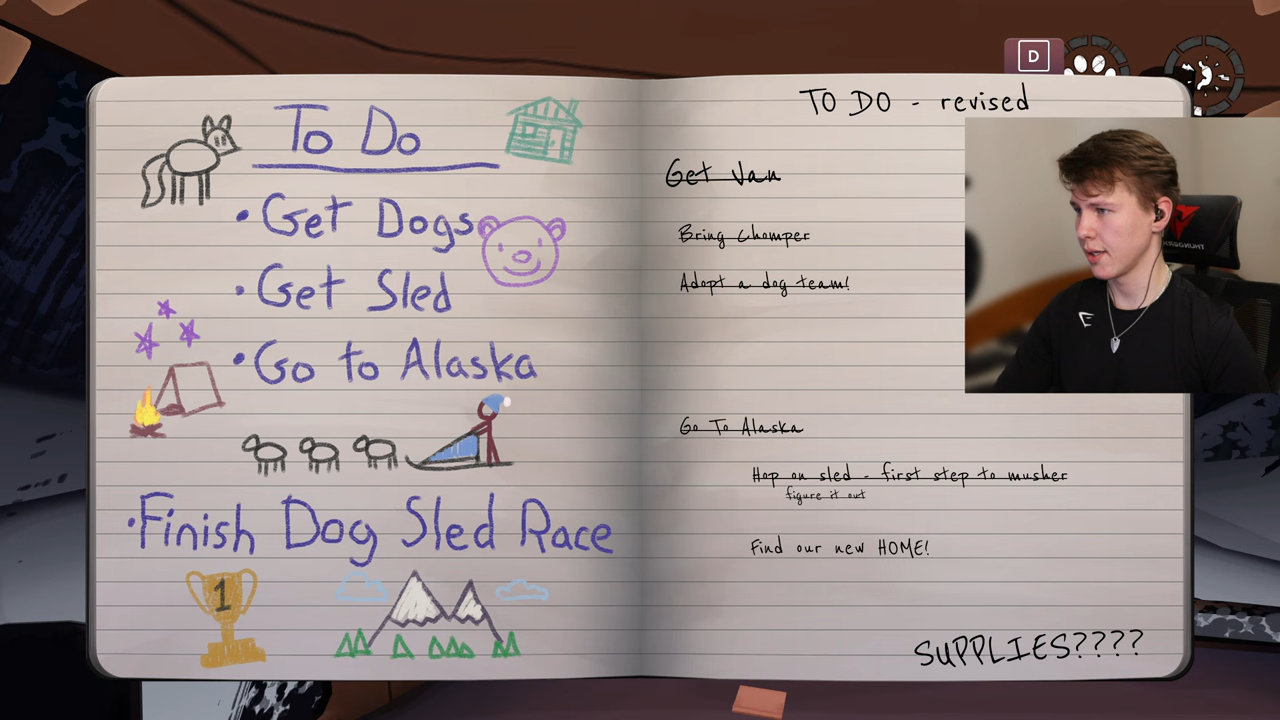 To Do
• Get Dogs
• Get Sled
• Go to Alaska
• Finish Dog Sled Race
1
D
TO DO - revised
Get Van
Bring Chomper
Adopt a dog team!
Go To Alaska
Hop on sled - first step to musher
figure it out
Find our new HOME!
SUPPLIES????